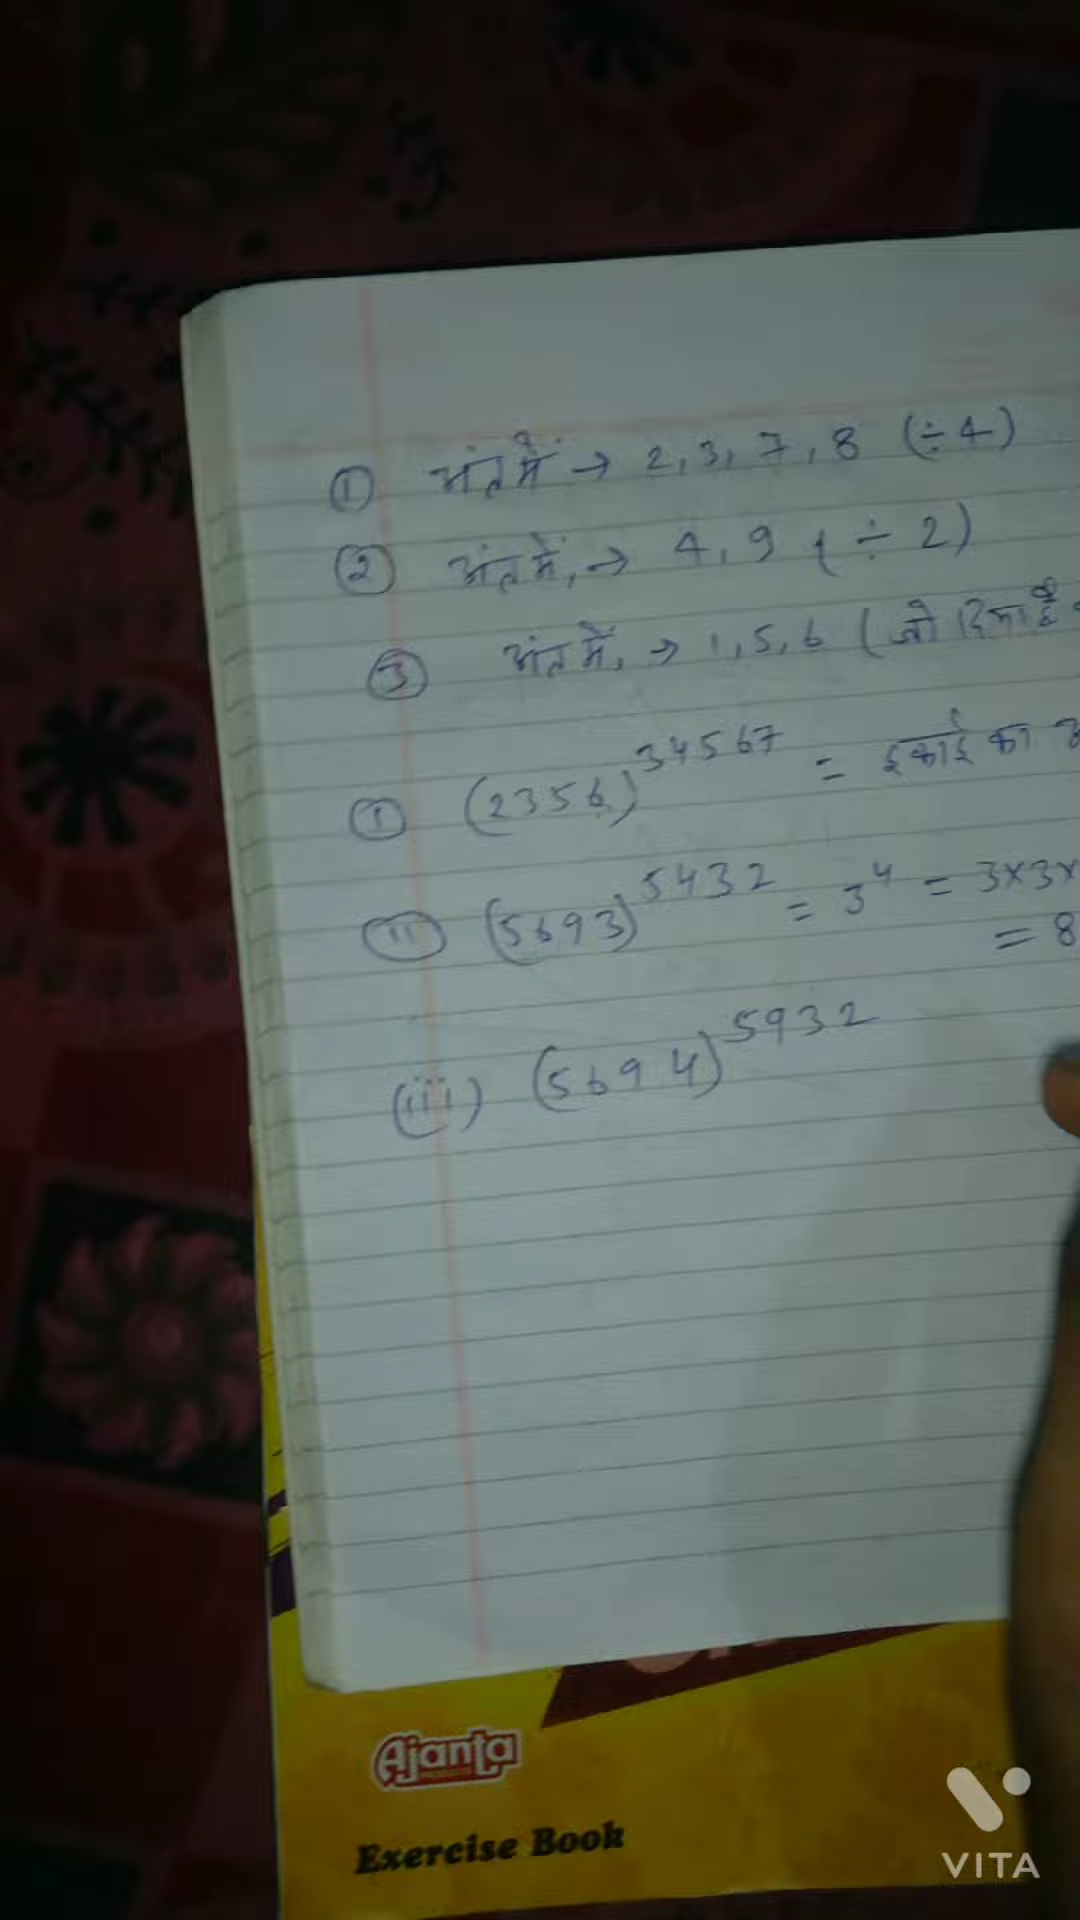 ① अंत में → 2, 3, 7, 8 (÷4)
② अंत में, → 4, 9 (÷ 2)
③ अंत में, → 1, 5, 6 (जो दिया है
① (2356)^34567 = इकाई का
(ii) (5693)^5432 = 3^4 = 3×3×
= 8
(iii) (5694)^5932
Ajanta
Exercise Book
VITA